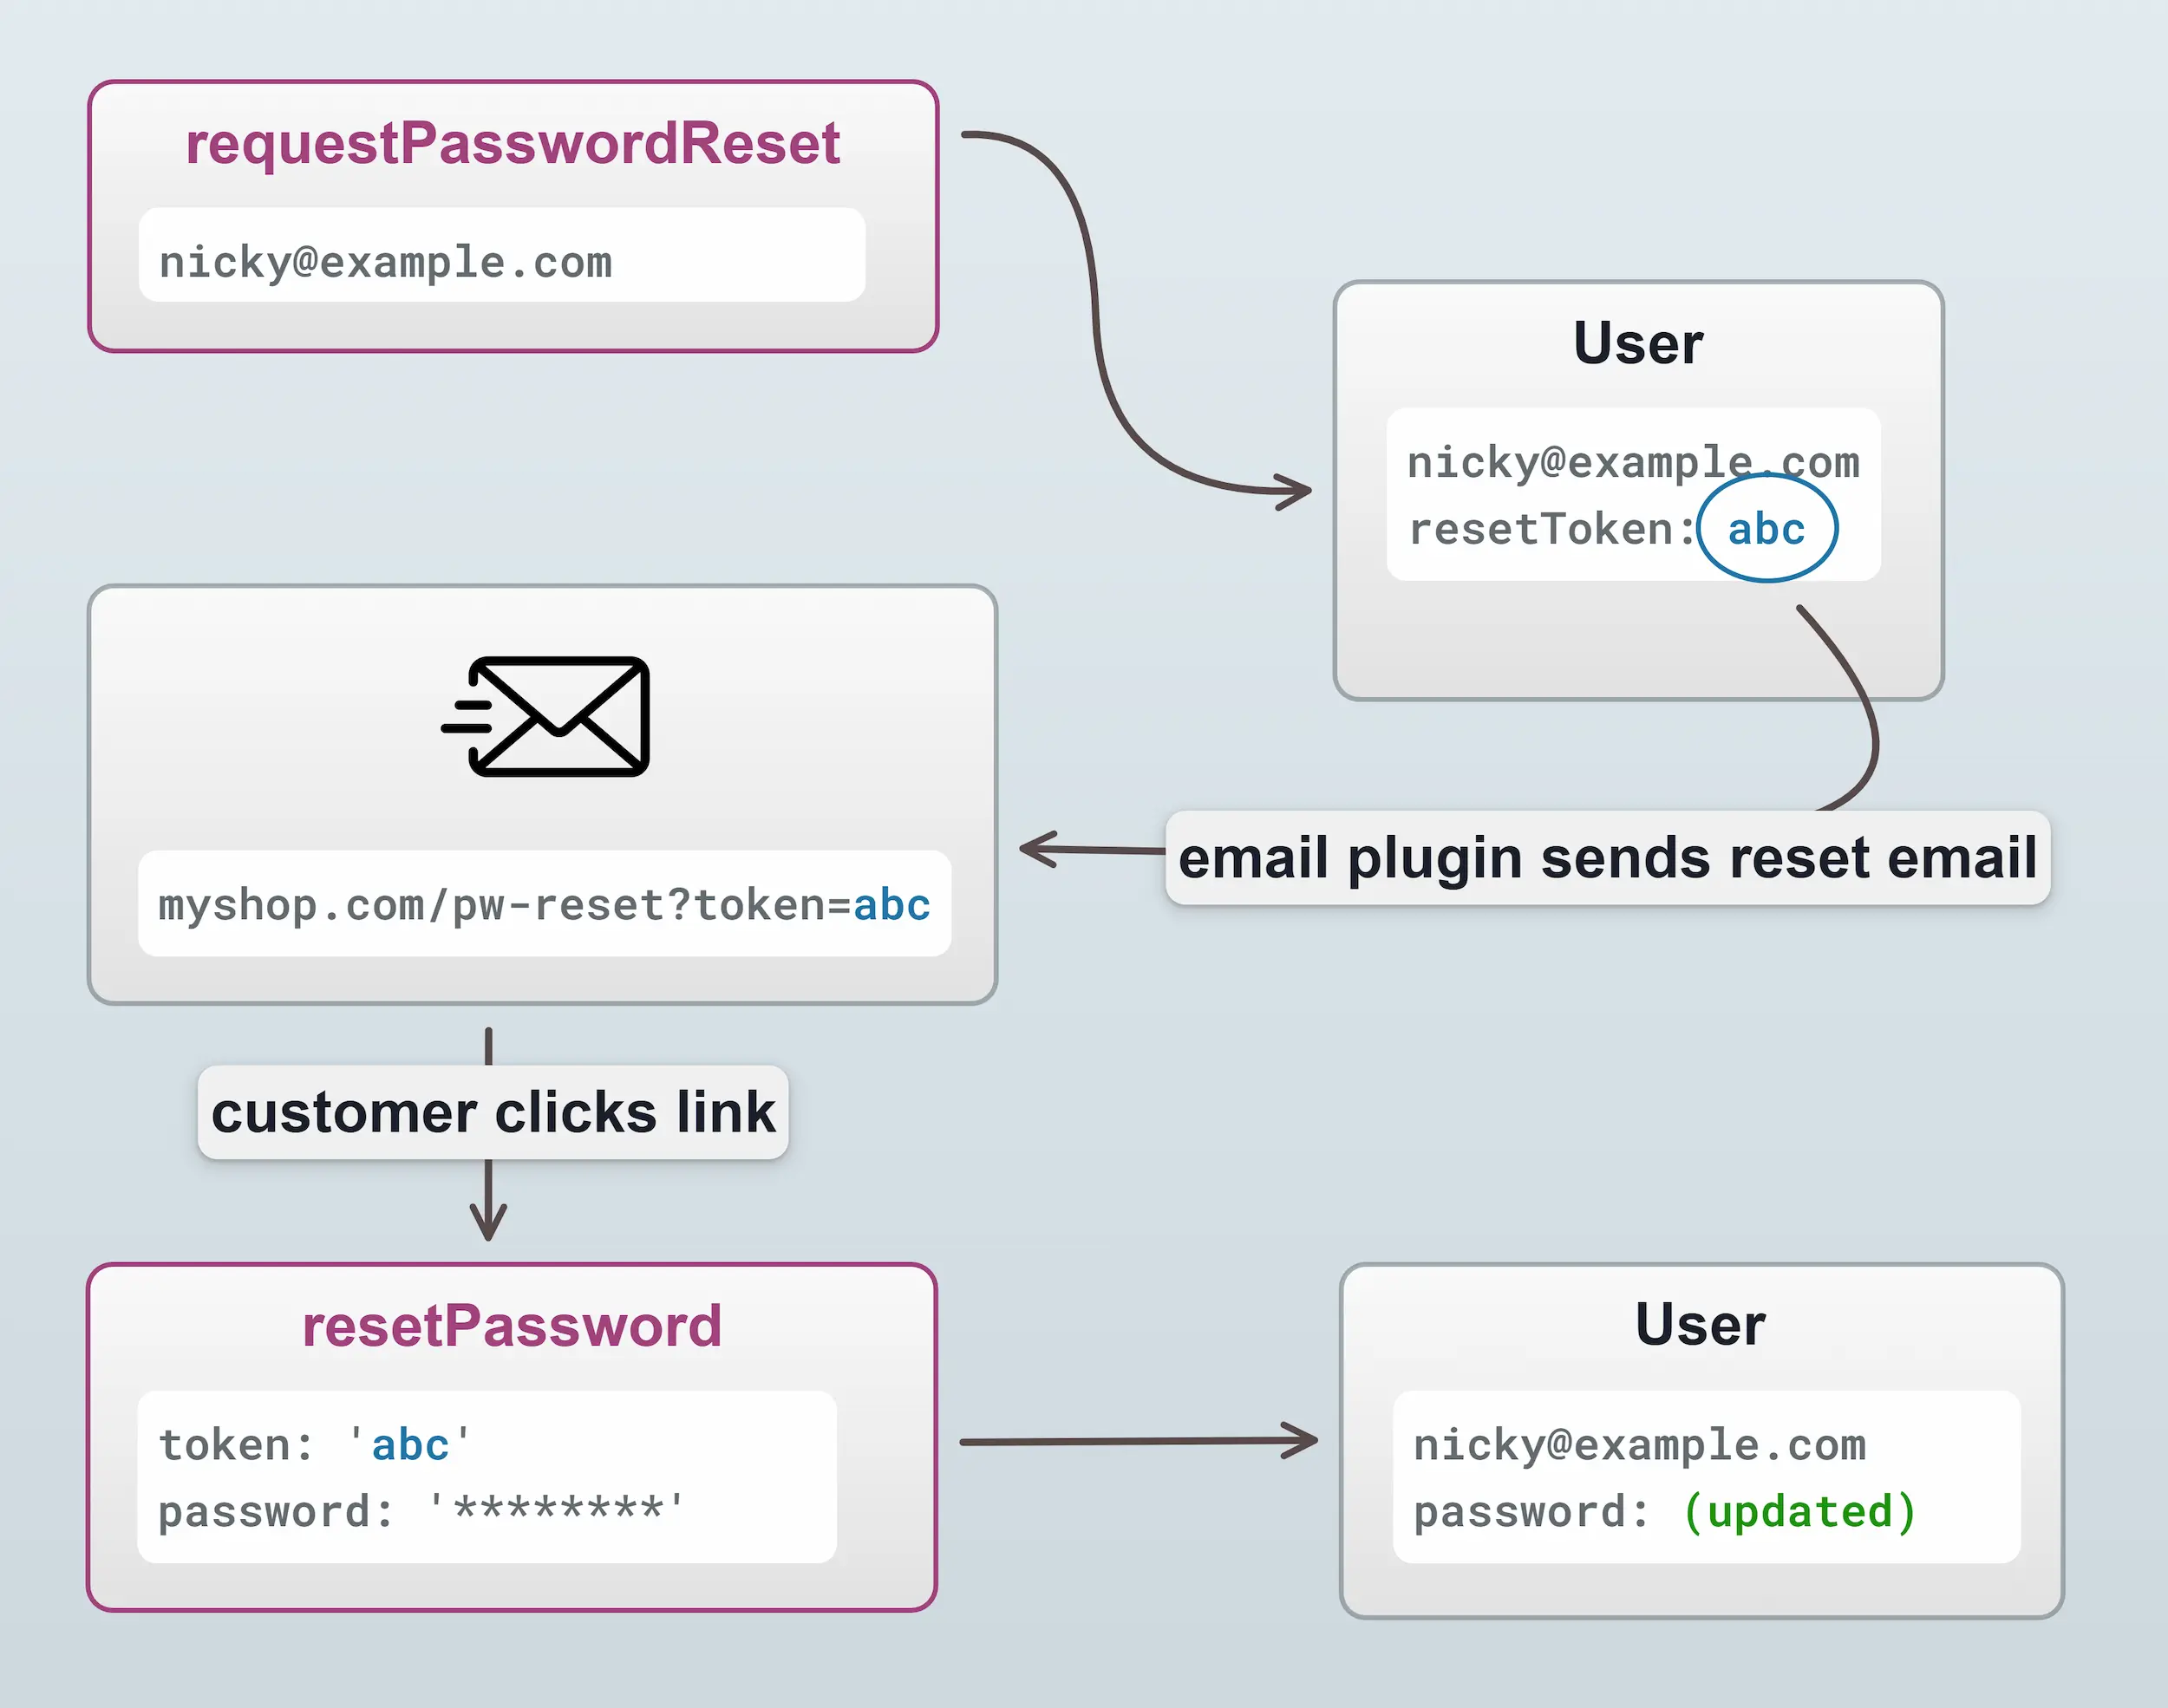 requestPasswordReset
nicky@example.com
User
nicky@example.com
resetToken: abc
email plugin sends reset email
myshop.com/pw-reset?token=abc
customer clicks link
resetPassword
token: 'abc'
password: '********'
User
nicky@example.com
password: (updated)